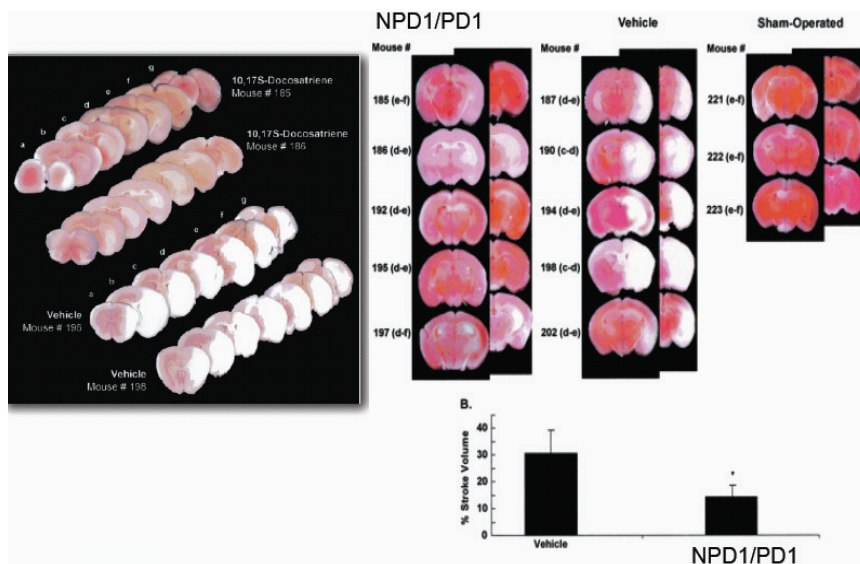 NPD1/PD1
Vehicle
Sham-Operated
Mouse #
Mouse #
Mouse #
g
f
e
d
c
b
a
10,17S-Docosatriene
Mouse # 185
10,17S-Docosatriene
Mouse # 186
g
f
e
d
c
b
a
Vehicle
Mouse # 196
Vehicle
Mouse # 198
185 (e-f)
186 (d-e)
192 (d-e)
195 (d-e)
197 (d-f)
187 (d-e)
190 (c-d)
194 (d-e)
198 (c-d)
202 (d-e)
221 (e-f)
222 (e-f)
223 (e-f)
B.
% Stroke Volume
40
30
20
10
0
*
Vehicle
NPD1/PD1